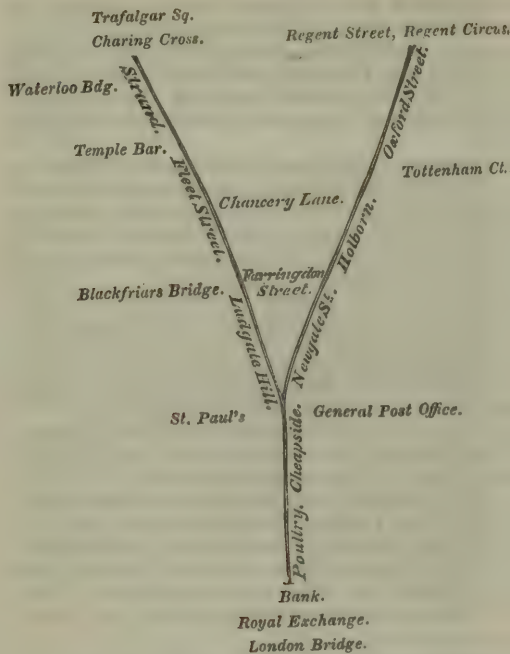 Trafalgar Sq.
Charing Cross.
Regent Street, Regent Circus.
Waterloo Bdg.
Strand.
Oxford Street.
Temple Bar.
Tottenham Ct.
Fleet Street.
Chancery Lane.
Holborn.
Farringdon
Street.
Blackfriars Bridge.
Ludgate Hill.
Newgate St.
St. Paul's
General Post Office.
Cheapside.
Poultry.
Bank.
Royal Exchange.
London Bridge.